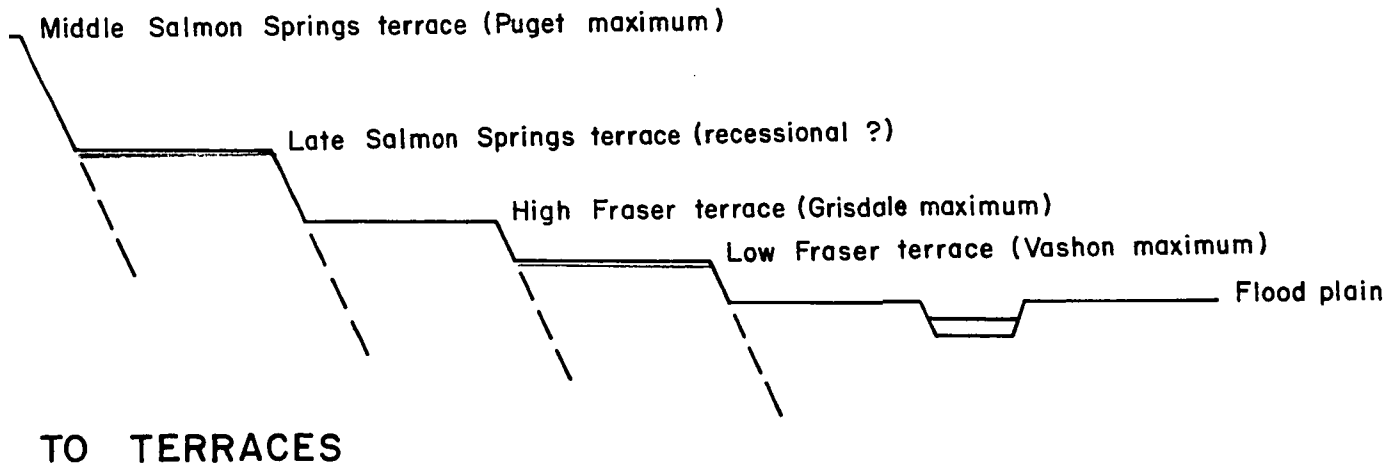 Middle Salmon Springs terrace (Puget maximum)
Late Salmon Springs terrace (recessional ?)
High Fraser terrace (Grisdale maximum)
Low Fraser terrace (Vashon maximum)
Flood plain
TO TERRACES